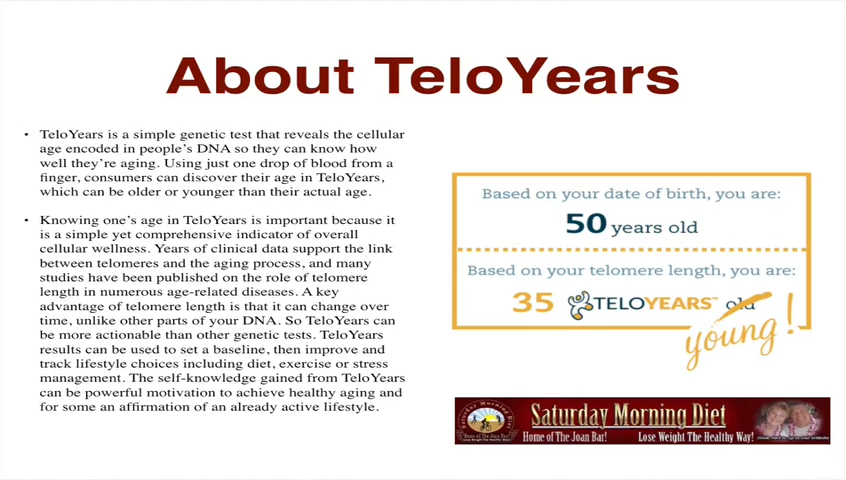 About TeloYears
• TeloYears is a simple genetic test that reveals the cellular
age encoded in people's DNA so they can know how
well they're aging. Using just one drop of blood from a
finger, consumers can discover their age in TeloYears,
which can be older or younger than their actual age.
• Knowing one's age in TeloYears is important because it
is a simple yet comprehensive indicator of overall
cellular wellness. Years of clinical data support the link
between telomeres and the aging process, and many
studies have been published on the role of telomere
length in numerous age-related diseases. A key
advantage of telomere length is that it can change over
time, unlike other parts of your DNA. So TeloYears can
be more actionable than other genetic tests. TeloYears
results can be used to set a baseline, then improve and
track lifestyle choices including diet, exercise or stress
management. The self-knowledge gained from TeloYears
can be powerful motivation to achieve healthy aging and
for some an affirmation of an already active lifestyle.
Based on your date of birth, you are:
50 years old
Based on your telomere length, you are:
35 TELOYEARS™ old
young!
Saturday Morning Diet
Home of The Joan Bar! Lose Weight The Healthy Way!